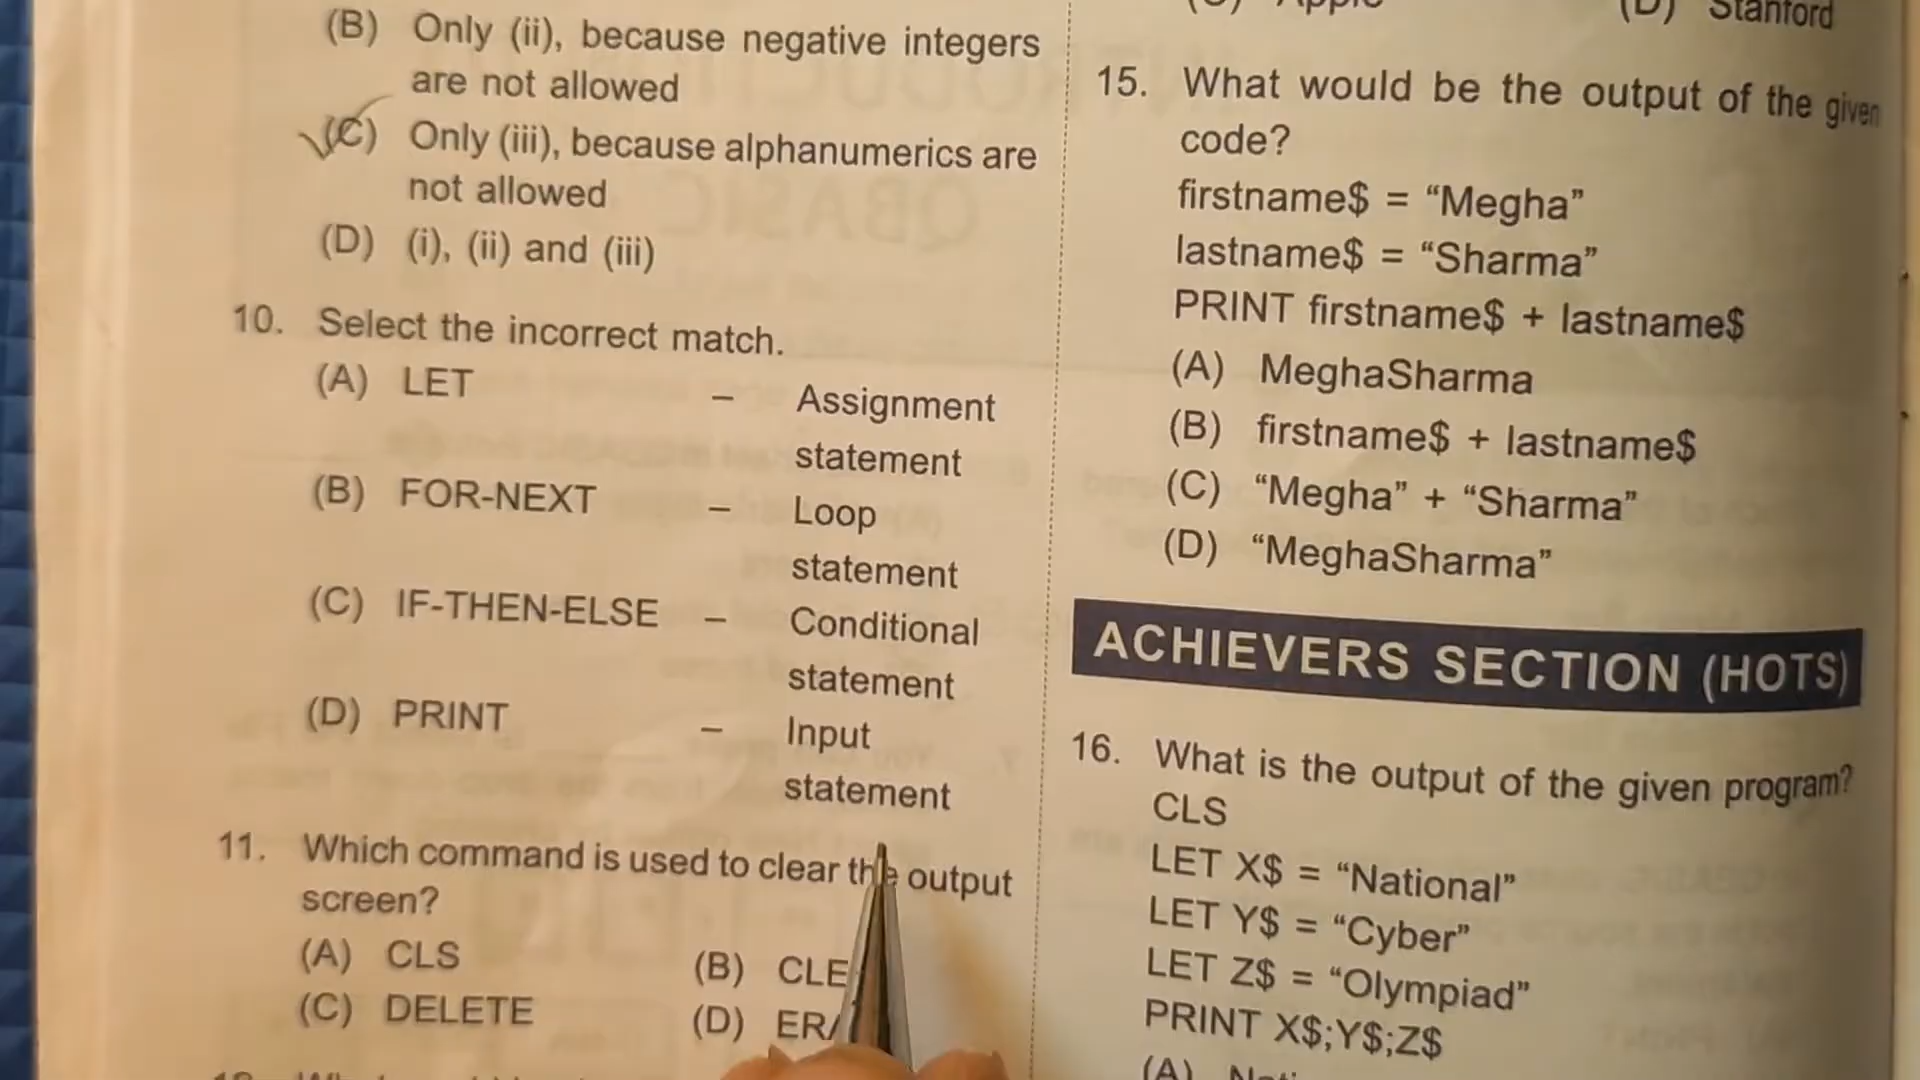 (B) Only (ii), because negative integers
are not allowed
(C) Only (iii), because alphanumerics are
not allowed
(D) (i), (ii) and (iii)
10. Select the incorrect match.
(A) LET – Assignment
statement
(B) FOR-NEXT – Loop
statement
(C) IF-THEN-ELSE – Conditional
statement
(D) PRINT – Input
statement
11. Which command is used to clear the output
screen?
(A) CLS (B)
(C) DELETE (D)
(D) Stanford
15. What would be the output of the given
code?
firstname$ = “Megha”
lastname$ = “Sharma”
PRINT firstname$ + lastname$
(A) MeghaSharma
(B) firstname$ + lastname$
(C) “Megha” + “Sharma”
(D) “MeghaSharma”
ACHIEVERS SECTION (HOTS)
16. What is the output of the given program?
CLS
LET X$ = “National”
LET Y$ = “Cyber”
LET Z$ = “Olympiad”
PRINT X$;Y$;Z$
(A)